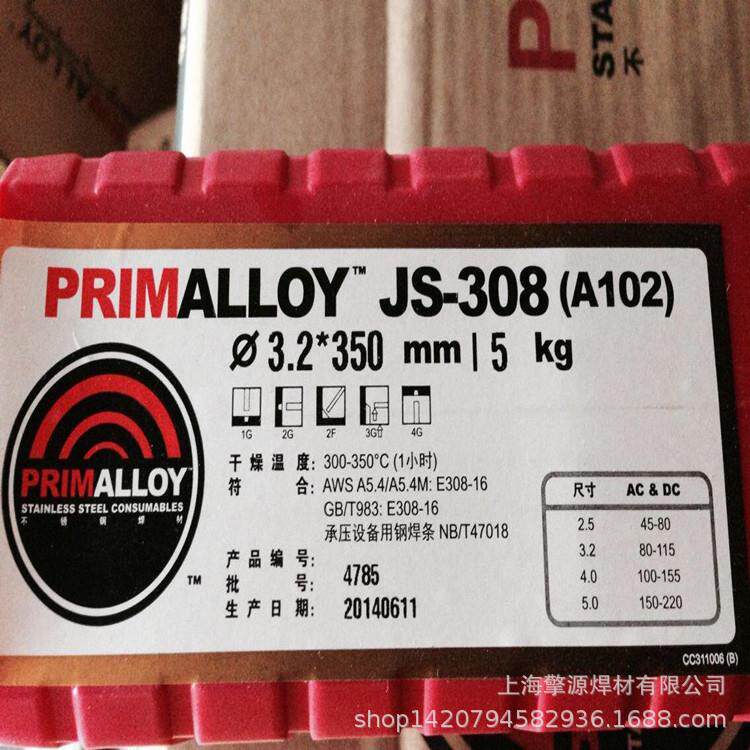 ALLOY
P
STA
不
PRIMALLOY™ JS-308 (A102)
Ø 3.2*350 mm | 5 kg
1G 2G 2F 3G 4G
干燥温度: 300-350°C (1小时)
符合: AWS A5.4/A5.4M: E308-16
GB/T983: E308-16
承压设备用钢焊条 NB/T47018
产品编号:
批号: 4785
生产日期: 20140611
PRIMALLOY
STAINLESS STEEL CONSUMABLES
不锈钢焊材
™
尺寸 AC & DC
2.5 45-80
3.2 80-115
4.0 100-155
5.0 150-220
CC311006 (B)
上海擎源焊材有限公司
shop1420794582936.1688.com